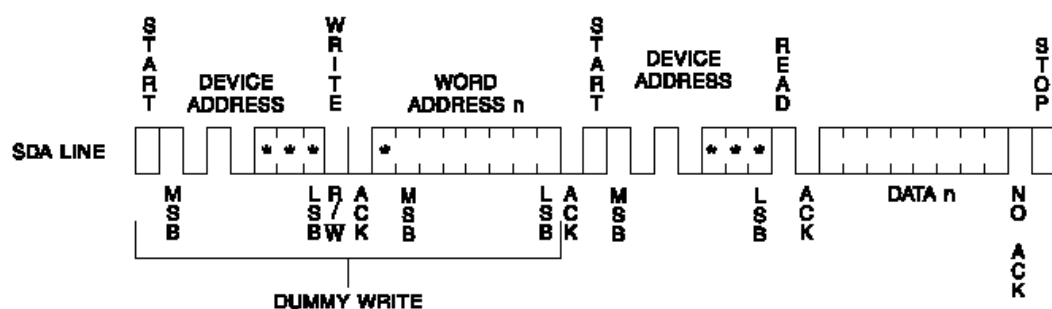 START
WRITE
START
READ
STOP
DEVICE
ADDRESS
WORD
ADDRESS n
DEVICE
ADDRESS
SDA LINE
* * *
*
* * *
MSB
LSB
R/W
ACK
MSB
LSB
ACK
MSB
LSB
ACK
DATA n
NO ACK
DUMMY WRITE